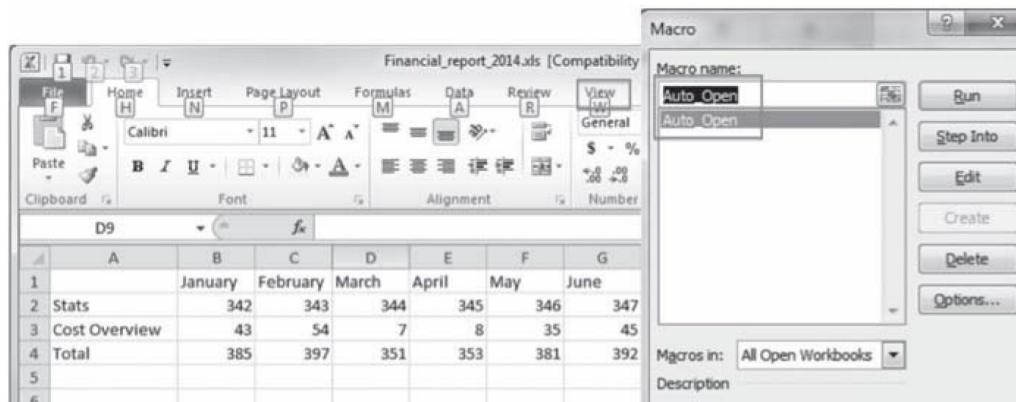 Financial_report_2014.xls [Compatibility
1 2 3
File Home Insert Page Layout Formulas Data Review View
F H N P M A R W
Calibri 11 A A General
Paste B I U A $ %
Clipboard Font Alignment Number
D9 fx
A B C D E F G
1 January February March April May June
2 Stats 342 343 344 345 346 347
3 Cost Overview 43 54 7 8 35 45
4 Total 385 397 351 353 381 392
5
6
Macro
Macro name:
Auto_Open
Auto_Open
Run
Step Into
Edit
Create
Delete
Options...
Macros in: All Open Workbooks
Description